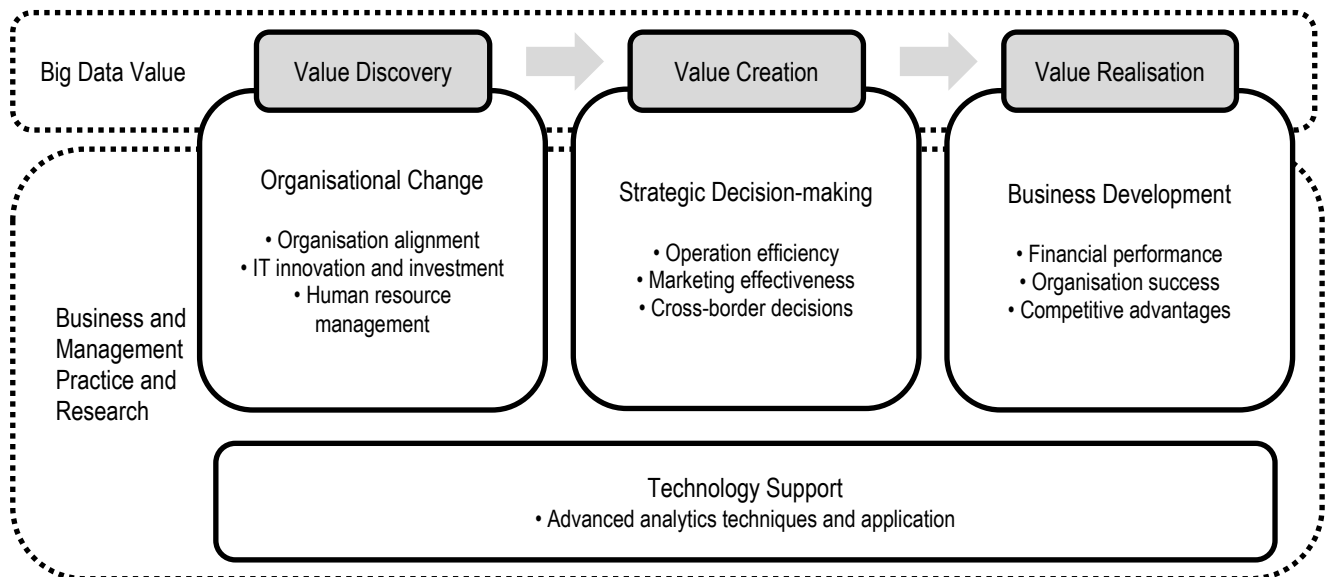 Big Data Value
Value Discovery
Value Creation
Value Realisation
Organisational Change
• Organisation alignment
• IT innovation and investment
• Human resource
management
Strategic Decision-making
• Operation efficiency
• Marketing effectiveness
• Cross-border decisions
Business Development
• Financial performance
• Organisation success
• Competitive advantages
Business and
Management
Practice and
Research
Technology Support
• Advanced analytics techniques and application